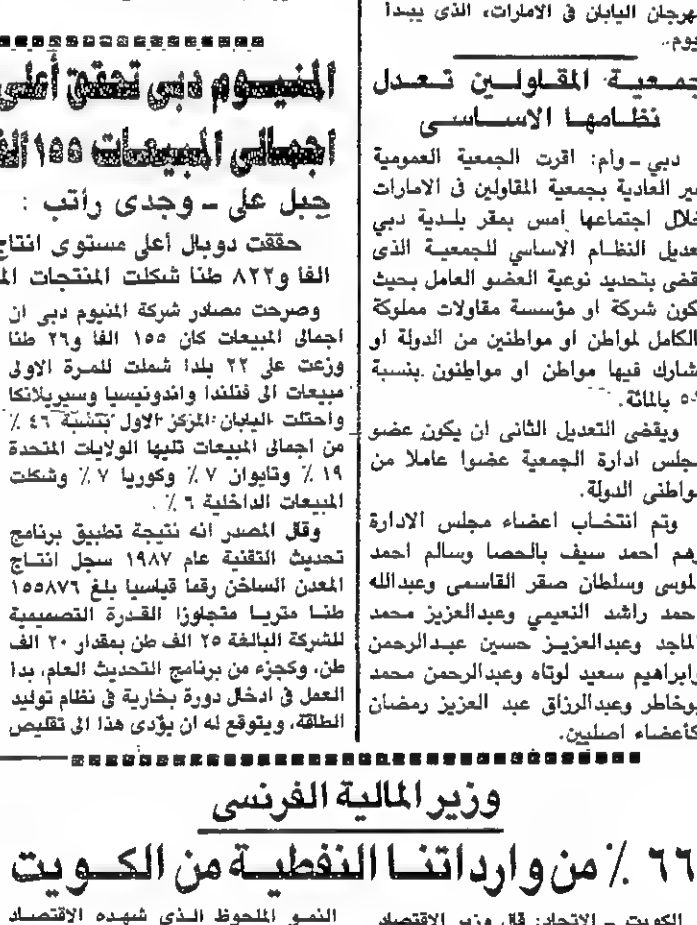 مهرجان اليابان في الامارات، الذي يبدأ
يوم..
جمعية المقاولين تعدل
نظامها الاساسي
دبي - وام: اقرت الجمعية العمومية
غير العادية بجمعية المقاولين في الامارات
خلال اجتماعها امس بمقر بلدية دبي
تعديل النظام الاساسي للجمعية الذي
يقضي بتحديد نوعية العضو العامل بحيث
يكون شركة او مؤسسة مقاولات مملوكة
بالكامل لمواطن او مواطنين من الدولة او
يشارك فيها مواطن او مواطنون بنسبة
بالمائة.
ويقضي التعديل الثاني ان يكون عضو
مجلس ادارة الجمعية عضوا عاملا من
مواطني الدولة.
وتم انتخاب اعضاء مجلس الادارة
وهم احمد سيف بالحصا وسالم احمد
الموسى وسلطان صقر القاسمي وعبدالله
احمد راشد النعيمي وعبدالعزيز محمد
الماجد وعبدالعزيز حسين عبدالرحمن
وابراهيم سعيد لوتاه وعبدالرحمن محمد
بوخاطر وعبدالرزاق عبد العزيز رمضان
كأعضاء اصليين.
المنيوم دبي تحقق أعلى
اجمالي المبيعات ١٥٥ الف
جبل علي - وجدى راتب :
حققت دوبال أعلى مستوى انتاج
الفا و٨٢٢ طنا شكلت المنتجات
وصرحت مصادر شركة المنيوم دبي ان
اجمالي المبيعات كان ١٥٥ الفا و٢٦ طنا
وزعت على ٢٢ بلدا شملت للمرة الاولى
مبيعات الى فنلندا واندونيسيا وسيريلانكا
واحتلت اليابان المركز الاول بنسبة ٤٦ ٪
من اجمالي المبيعات تليها الولايات المتحدة
١٩ ٪ وتايوان ٧ ٪ وكوريا ٧ ٪ وشكلت
المبيعات الداخلية ٦ ٪ .
وقال المصدر انه نتيجة تطبيق برنامج
تحديث التقنية عام ١٩٨٧ سجل انتاج
المعدن الساخن رقما قياسيا بلغ ١٥٥٨٧٦
طنا متريا متجاوزا القدرة التصميمية
للشركة البالغة ٢٥ الف طن بمقدار ٢٠ الف
طن، وكجزء من برنامج التحديث العام، بدا
العمل في ادخال دورة بخارية في نظام توليد
الطاقة، ويتوقع له ان يؤدى هذا الى تقليص
وزير المالية الفرنسي
٦٦ ٪ من وارداتنا النفطية من الكويت
الكويت - الاتحاد: قال وزير الاقتصاد
النمو الملحوظ الذي شهده الاقتصاد